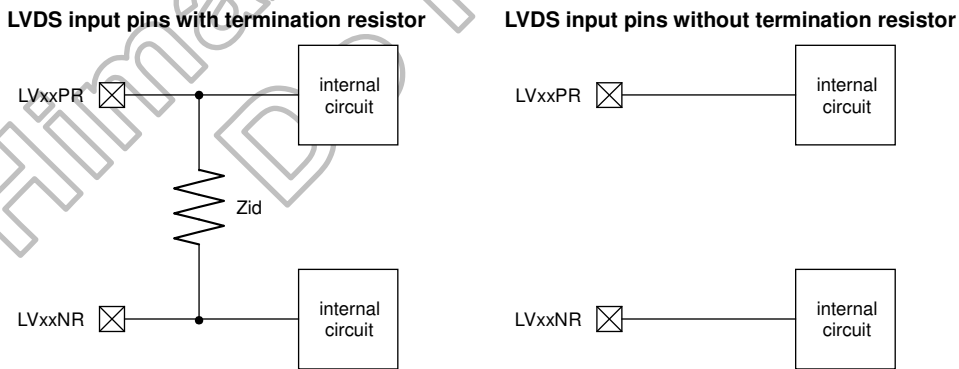 LVDS input pins with termination resistor
LVDS input pins without termination resistor
LVxxPR
internal
circuit
Zid
LVxxNR
internal
circuit
LVxxPR
internal
circuit
LVxxNR
internal
circuit